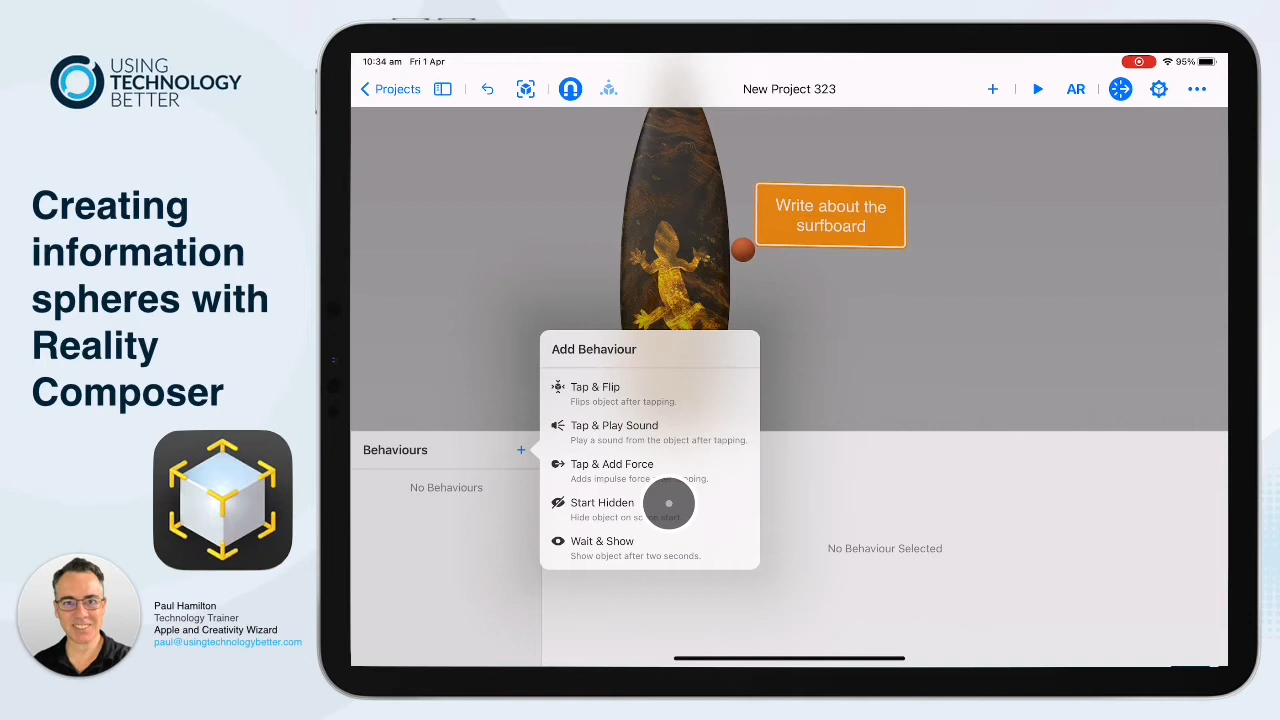 USING
TECHNOLOGY
BETTER
Creating
information
spheres with
Reality
Composer
Paul Hamilton
Technology Trainer
Apple and Creativity Wizard
paul@usingtechnologybetter.com
10:34 am Fri 1 Apr
95%
Projects
New Project 323
AR
Write about the
surfboard
Add Behaviour
Tap & Flip
Flips object after tapping.
Tap & Play Sound
Play a sound from the object after tapping.
Tap & Add Force
Adds impulse force
Start Hidden
Hide object on start.
Wait & Show
Show object after two seconds.
Behaviours
No Behaviours
No Behaviour Selected